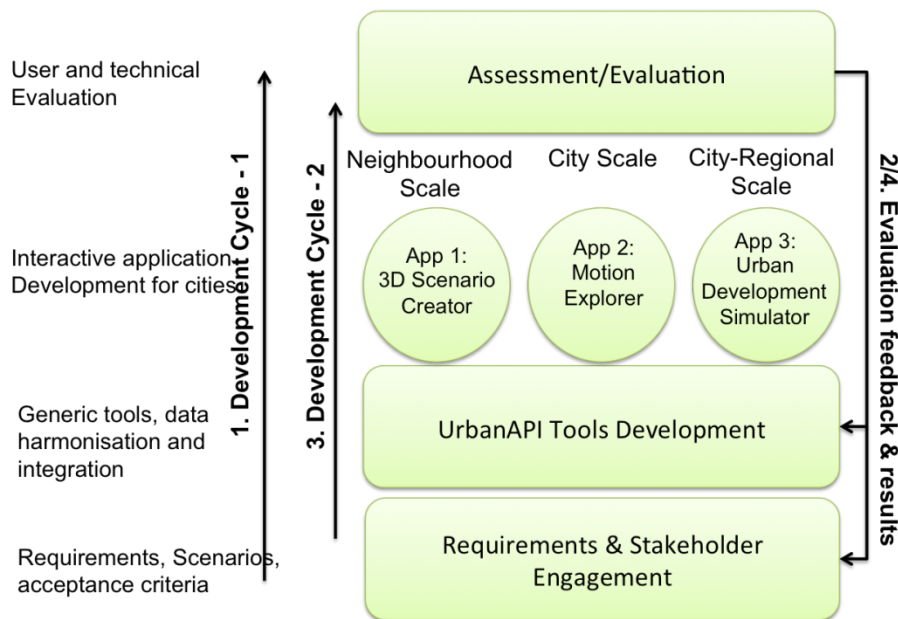 User and technical
Evaluation
Assessment/Evaluation
Neighbourhood
Scale
City Scale
City-Regional
Scale
Interactive application
Development for cities
App 1:
3D Scenario
Creator
App 2:
Motion
Explorer
App 3:
Urban
Development
Simulator
Generic tools, data
harmonisation and
integration
UrbanAPI Tools Development
Requirements, Scenarios,
acceptance criteria
Requirements & Stakeholder
Engagement
1. Development Cycle - 1
3. Development Cycle - 2
2/4. Evaluation feedback & results